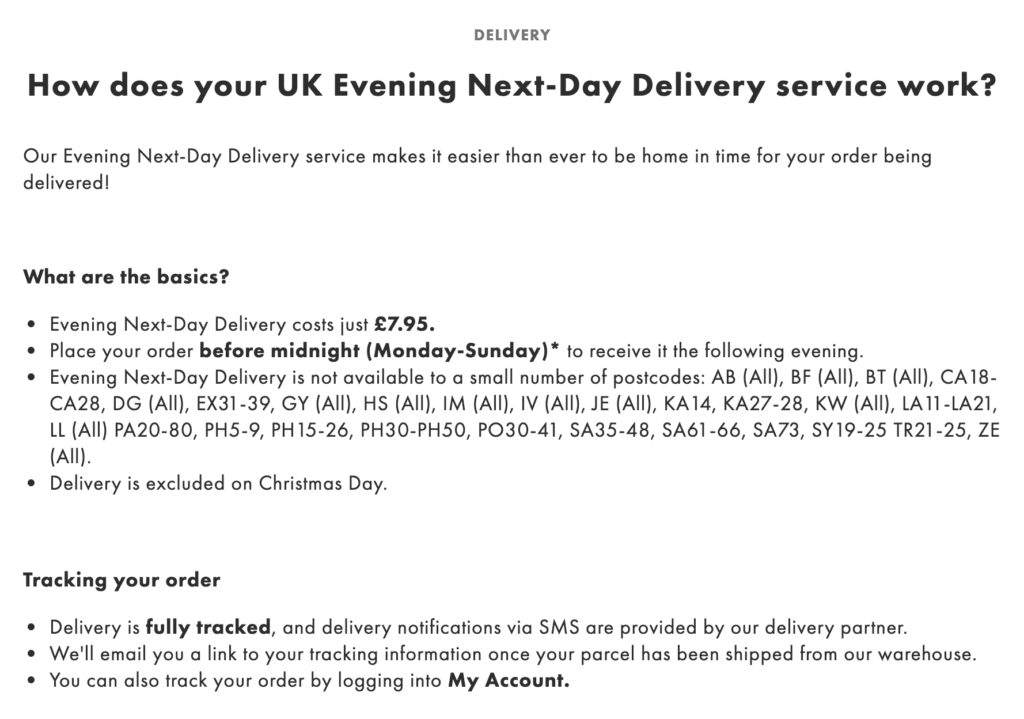 DELIVERY
How does your UK Evening Next-Day Delivery service work?
Our Evening Next-Day Delivery service makes it easier than ever to be home in time for your order being
delivered!
What are the basics?
• Evening Next-Day Delivery costs just £7.95.
• Place your order before midnight (Monday-Sunday)* to receive it the following evening.
• Evening Next-Day Delivery is not available to a small number of postcodes: AB (All), BF (All), BT (All), CA18-
CA28, DG (All), EX31-39, GY (All), HS (All), IM (All), IV (All), JE (All), KA14, KA27-28, KW (All), LA11-LA21,
LL (All) PA20-80, PH5-9, PH15-26, PH30-PH50, PO30-41, SA35-48, SA61-66, SA73, SY19-25 TR21-25, ZE
(All).
• Delivery is excluded on Christmas Day.
Tracking your order
• Delivery is fully tracked, and delivery notifications via SMS are provided by our delivery partner.
• We'll email you a link to your tracking information once your parcel has been shipped from our warehouse.
• You can also track your order by logging into My Account.